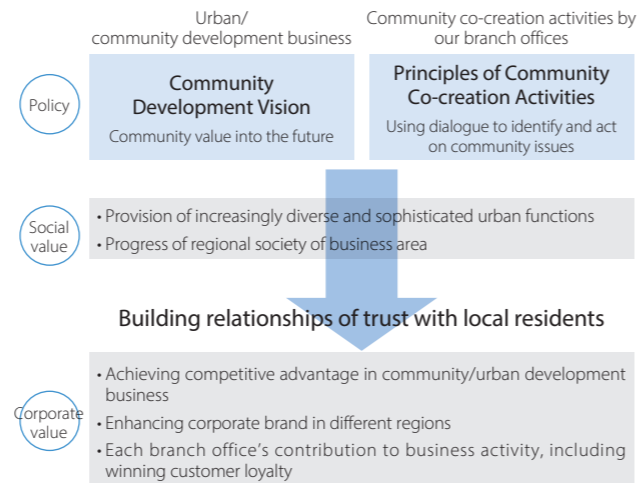 Urban/
community development business
Community co-creation activities by
our branch offices
Policy
Community
Development Vision
Community value into the future
Principles of Community
Co-creation Activities
Using dialogue to identify and act
on community issues
Social
value
• Provision of increasingly diverse and sophisticated urban functions
• Progress of regional society of business area
Building relationships of trust with local residents
Corporate
value
• Achieving competitive advantage in community/urban development
business
• Enhancing corporate brand in different regions
• Each branch office's contribution to business activity, including
winning customer loyalty